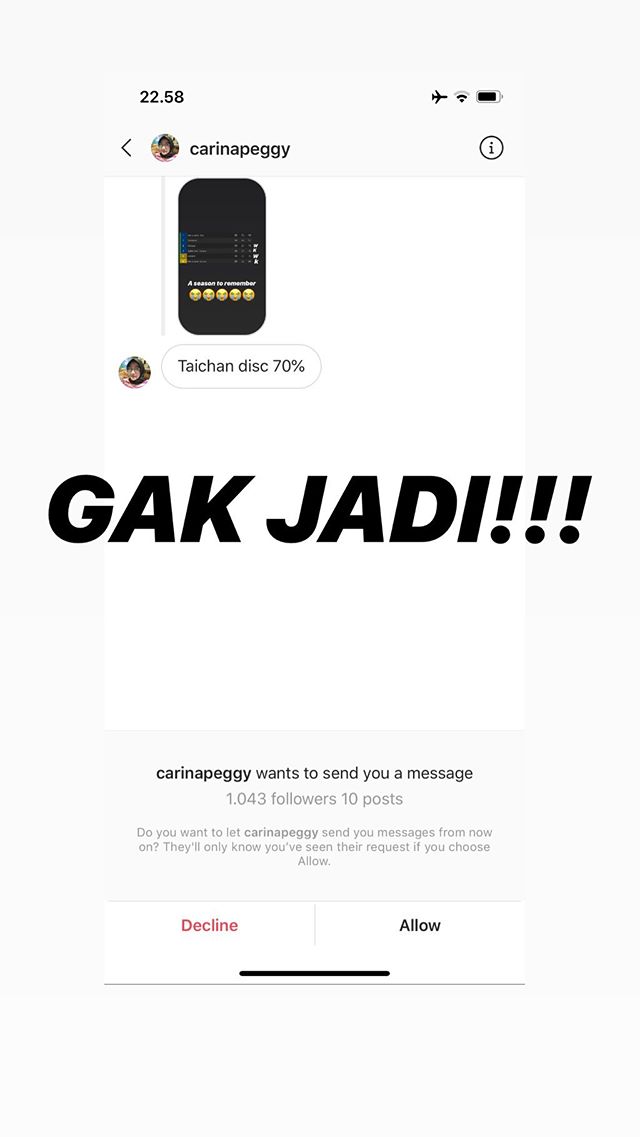 22.58
carinapeggy
A season to remember
Taichan disc 70%
GAK JADI!!!
carinapeggy wants to send you a message
1.043 followers 10 posts
Do you want to let carinapeggy send you messages from now
on? They'll only know you've seen their request if you choose
Allow.
Decline
Allow